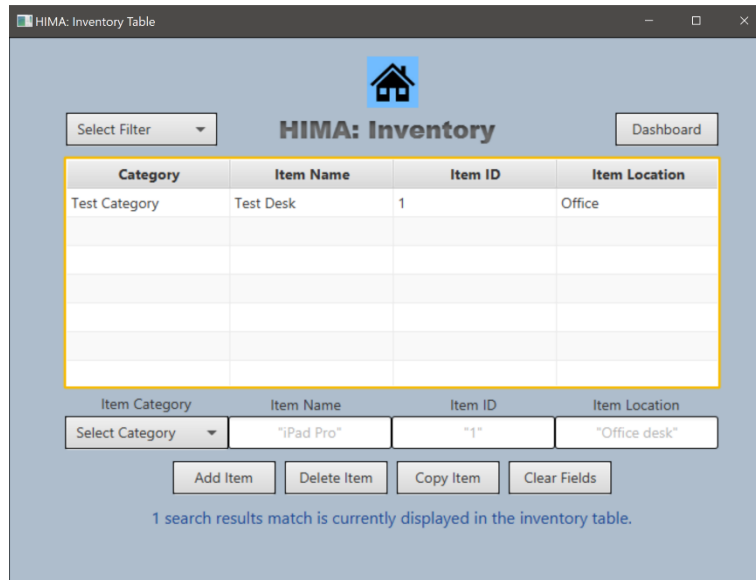 HIMA: Inventory Table
Select Filter
HIMA: Inventory
Dashboard
Category Item Name Item ID Item Location
Test Category Test Desk 1 Office
Item Category Item Name Item ID Item Location
Select Category "iPad Pro" "1" "Office desk"
Add Item Delete Item Copy Item Clear Fields
1 search results match is currently displayed in the inventory table.